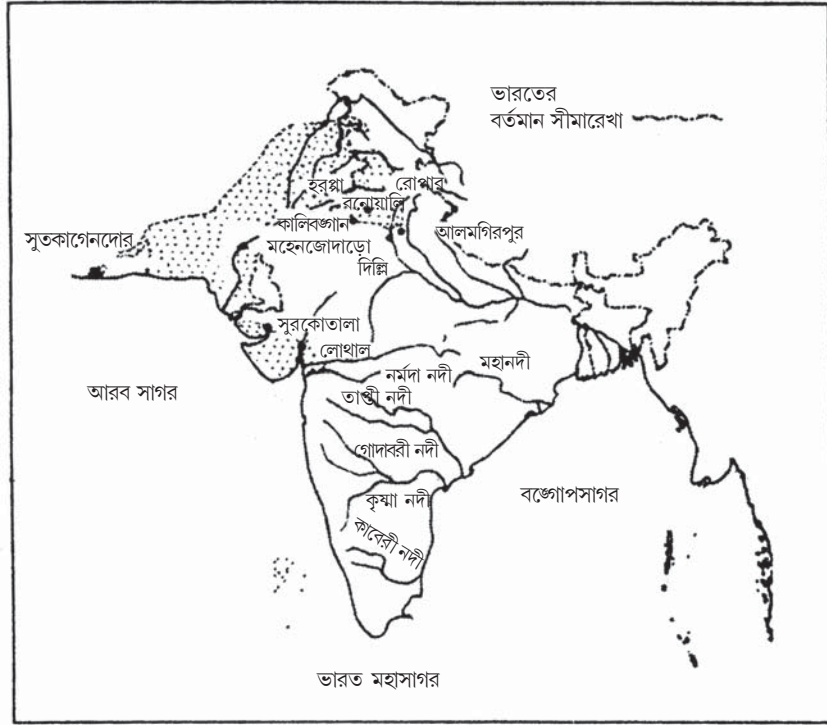 ভারতের
বর্তমান সীমারেখা
হরপ্পা
রোপার
বনোয়ালি
কালিবঙ্গান
আলমগিরপুর
সুতকাগেনদোর
মহেনজোদাড়ো
দিল্লি
সুরকোতালা
লোথাল
মহানদী
নর্মদা নদী
আরব সাগর
তাপ্তী নদী
গোদাবরী নদী
কৃষ্ণা নদী
বঙ্গোপসাগর
কাবেরী নদী
ভারত মহাসাগর